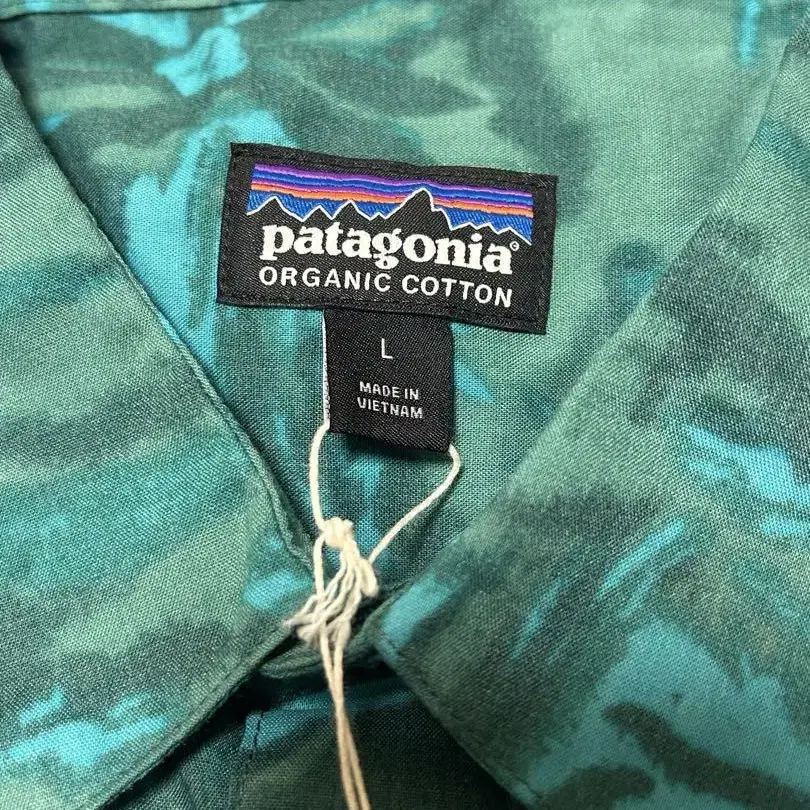 patagonia®
ORGANIC COTTON
L
MADE IN
VIETNAM